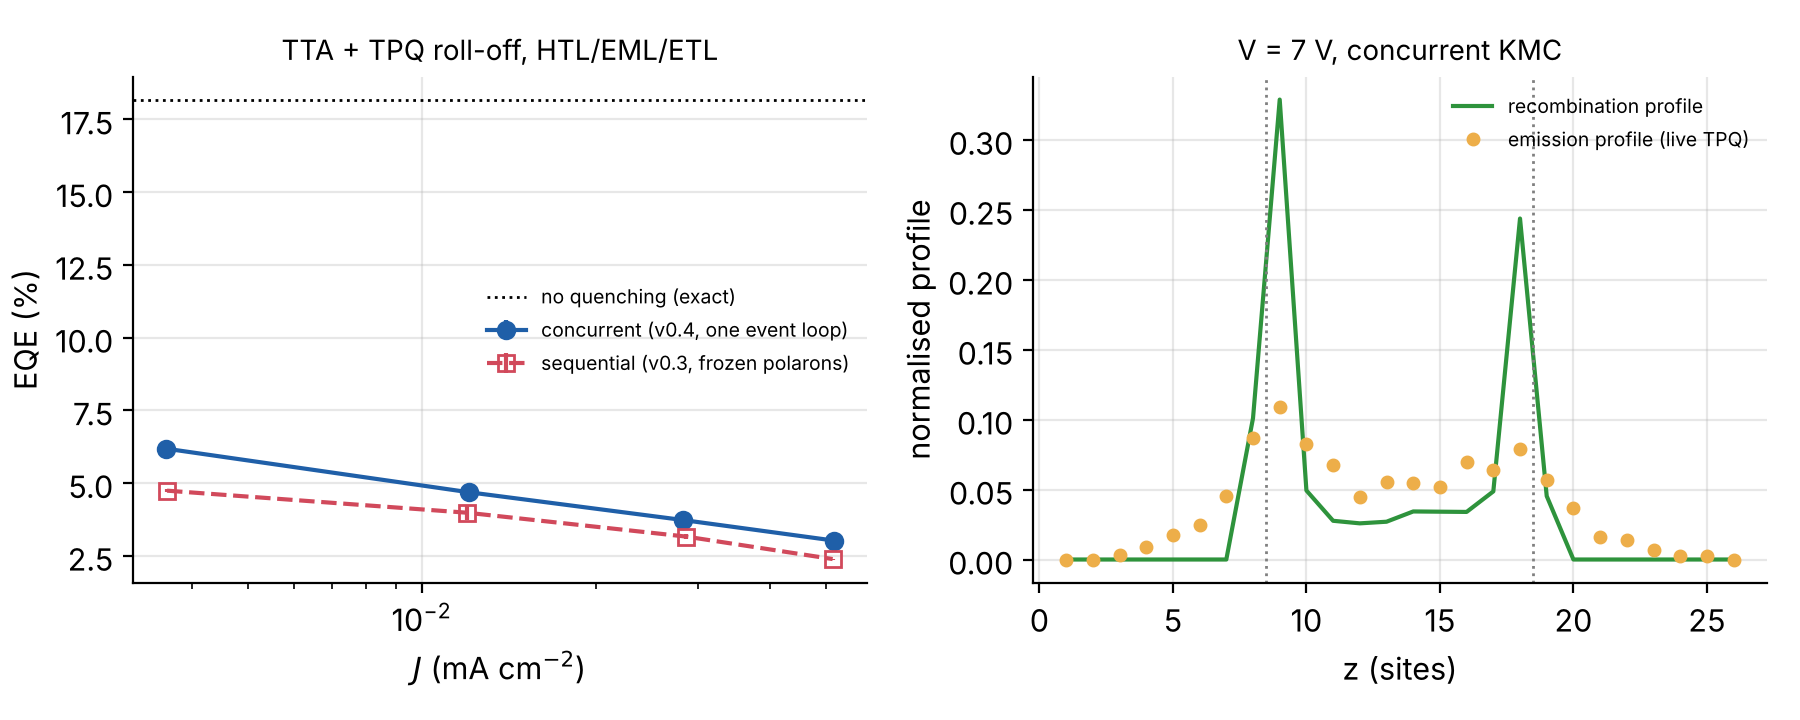 TTA + TPQ roll-off, HTL/EML/ETL
EQE (%)
17.5
15.0
12.5
10.0
7.5
5.0
2.5
no quenching (exact)
concurrent (v0.4, one event loop)
sequential (v0.3, frozen polarons)
10⁻²
J (mA cm⁻²)
V = 7 V, concurrent KMC
normalised profile
0.30
0.25
0.20
0.15
0.10
0.05
0.00
recombination profile
emission profile (live TPQ)
0 5 10 15 20 25
z (sites)